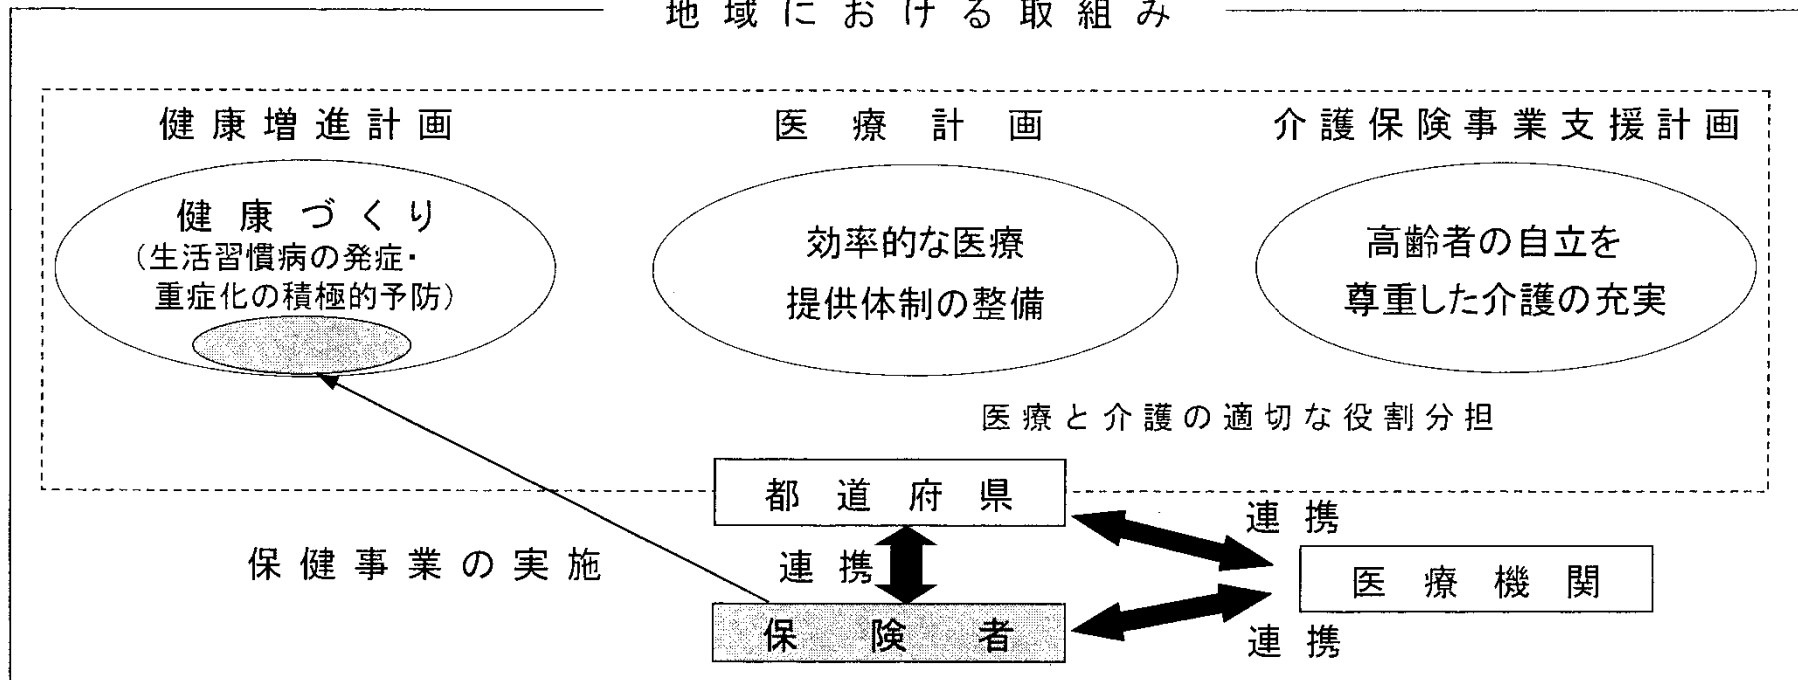 地域における取組み
健康増進計画
医療計画
介護保険事業支援計画
健康づくり
(生活習慣病の発症・
重症化の積極的予防)
効率的な医療
提供体制の整備
高齢者の自立を
尊重した介護の充実
医療と介護の適切な役割分担
都道府県
連携
保健事業の実施
連携
医療機関
保険者
連携